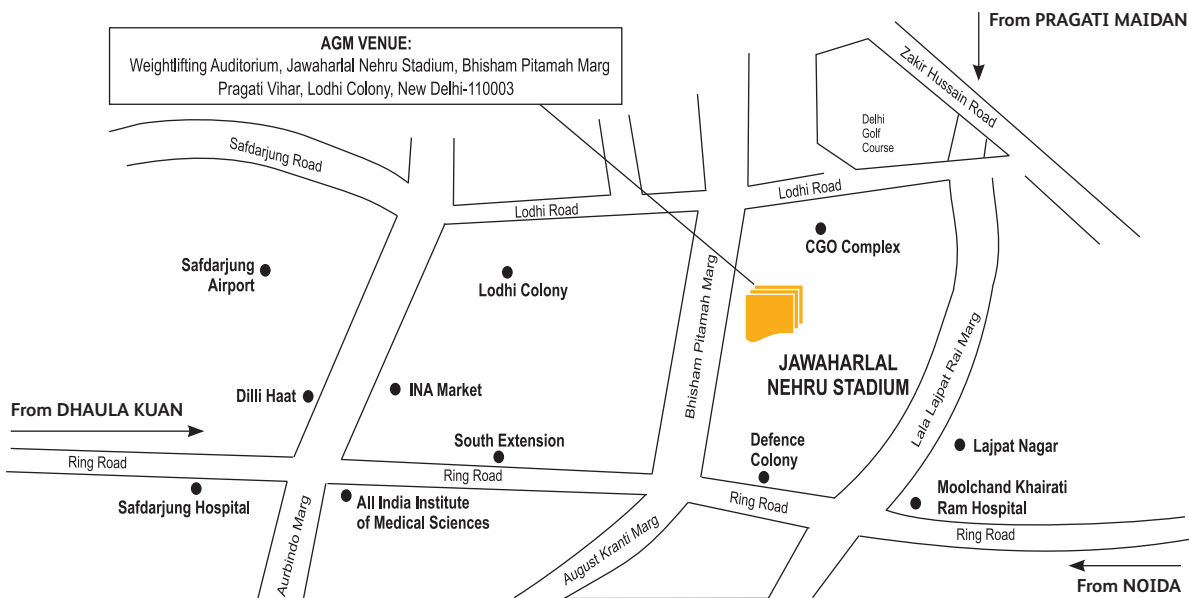 From PRAGATI MAIDAN
AGM VENUE:
Weightlifting Auditorium, Jawaharlal Nehru Stadium, Bhisham Pitamah Marg
Pragati Vihar, Lodhi Colony, New Delhi-110003
Zakir Hussain Road
Delhi
Golf
Course
Safdarjung Road
Lodhi Road
Lodhi Road
CGO Complex
Safdarjung
Airport
Lodhi Colony
Bhisham Pitamah Marg
JAWAHARLAL
NEHRU STADIUM
Lala Lajpat Rai Marg
Dilli Haat
INA Market
From DHAULA KUAN
Ring Road
South Extension
Ring Road
Defence
Colony
Ring Road
Lajpat Nagar
Safdarjung Hospital
All India Institute
of Medical Sciences
Moolchand Khairati
Ram Hospital
Ring Road
Aurbindo Marg
August Kranti Marg
From NOIDA